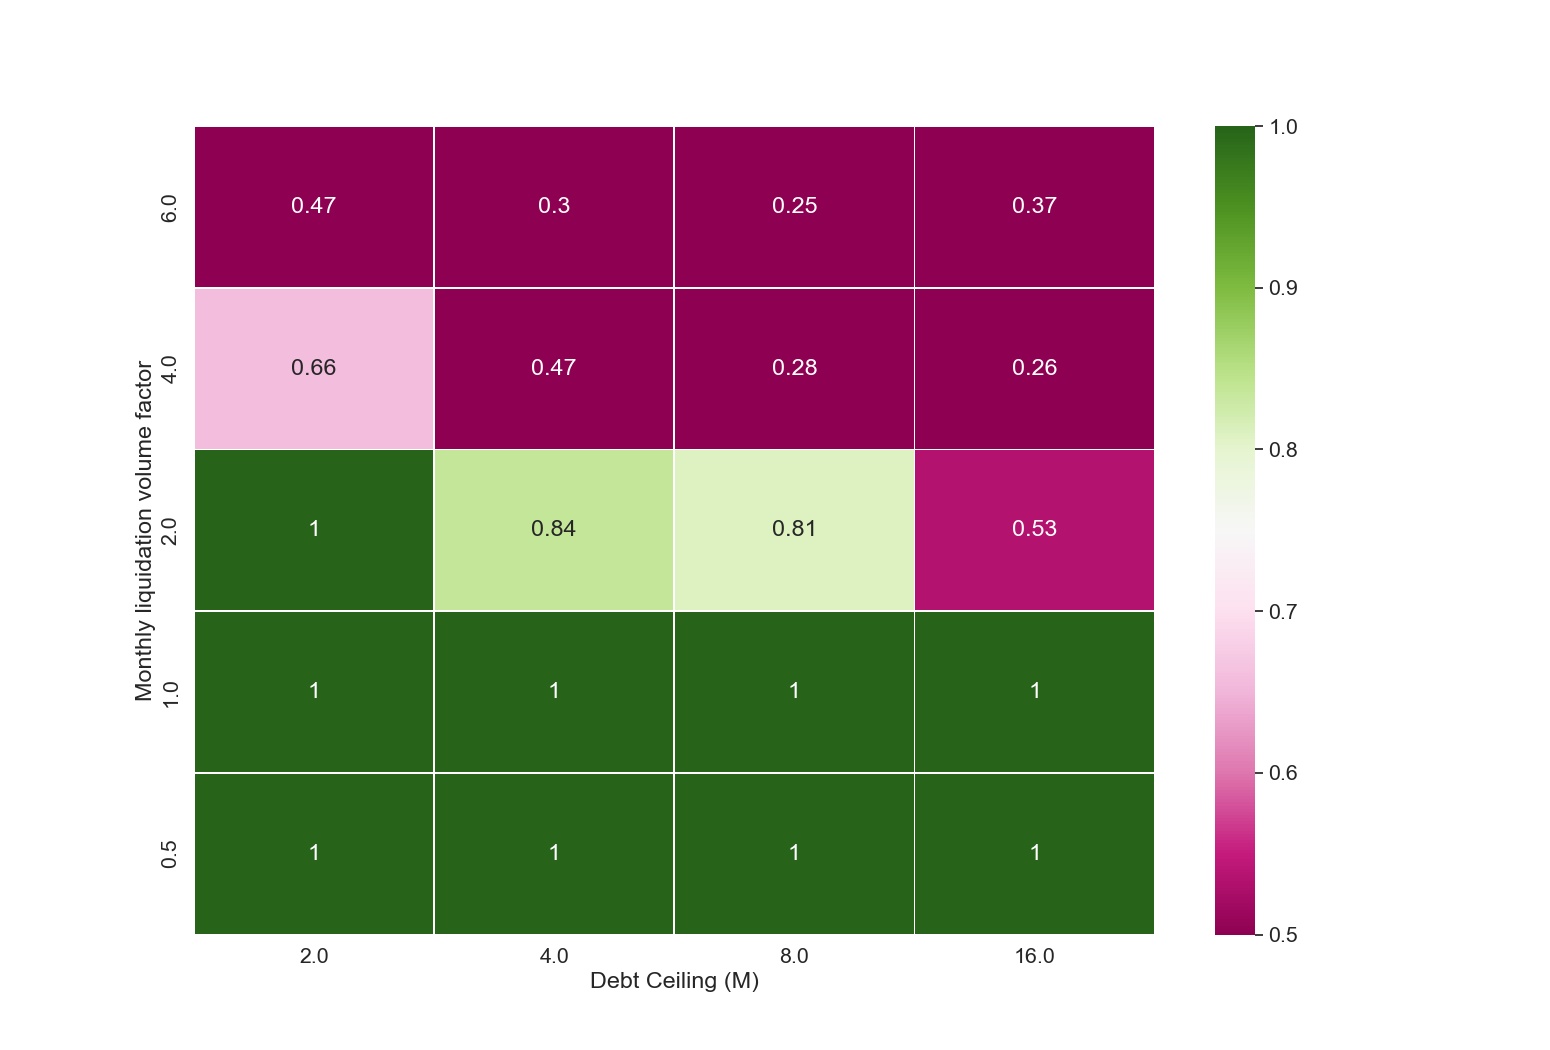 Monthly liquidation volume factor
6.0 0.47 0.3 0.25 0.37
4.0 0.66 0.47 0.28 0.26
2.0 1 0.84 0.81 0.53
1.0 1 1 1 1
0.5 1 1 1 1
2.0 4.0 8.0 16.0
Debt Ceiling (M)
1.0
0.9
0.8
0.7
0.6
0.5